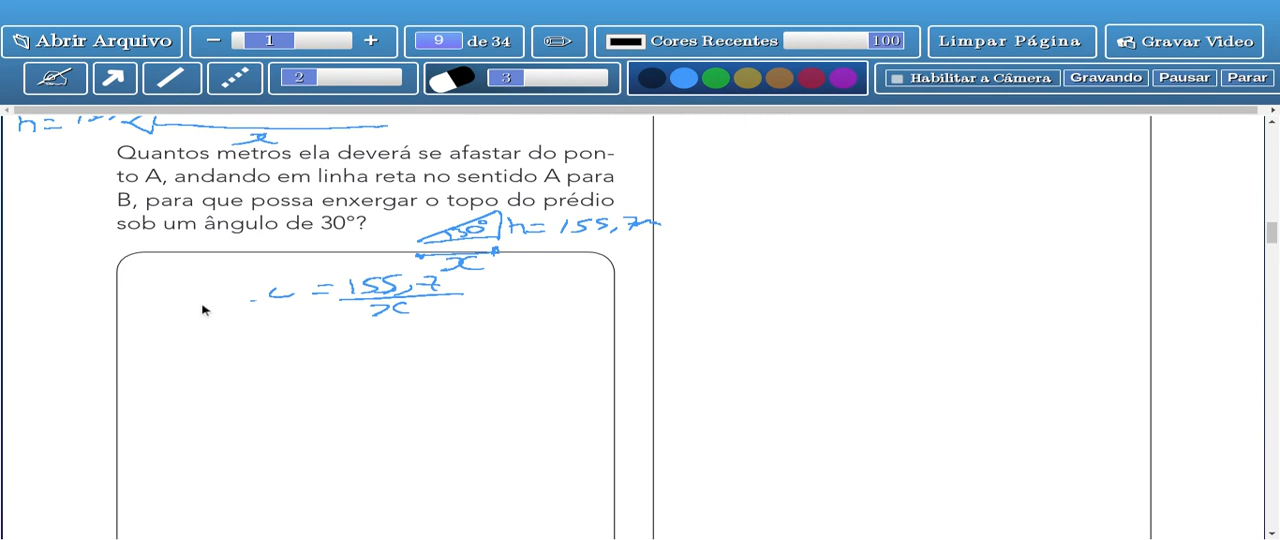 Abrir Arquivo − 1 + 9 de 34 Cores Recentes 100 Limpar Página Gravar Video
2 3 Habilitar a Câmera Gravando Pausar Parar
x
Quantos metros ela deverá se afastar do pon-
to A, andando em linha reta no sentido A para
B, para que possa enxergar o topo do prédio
sob um ângulo de 30°?
30° h = 155,7m
x
= 155,7
x